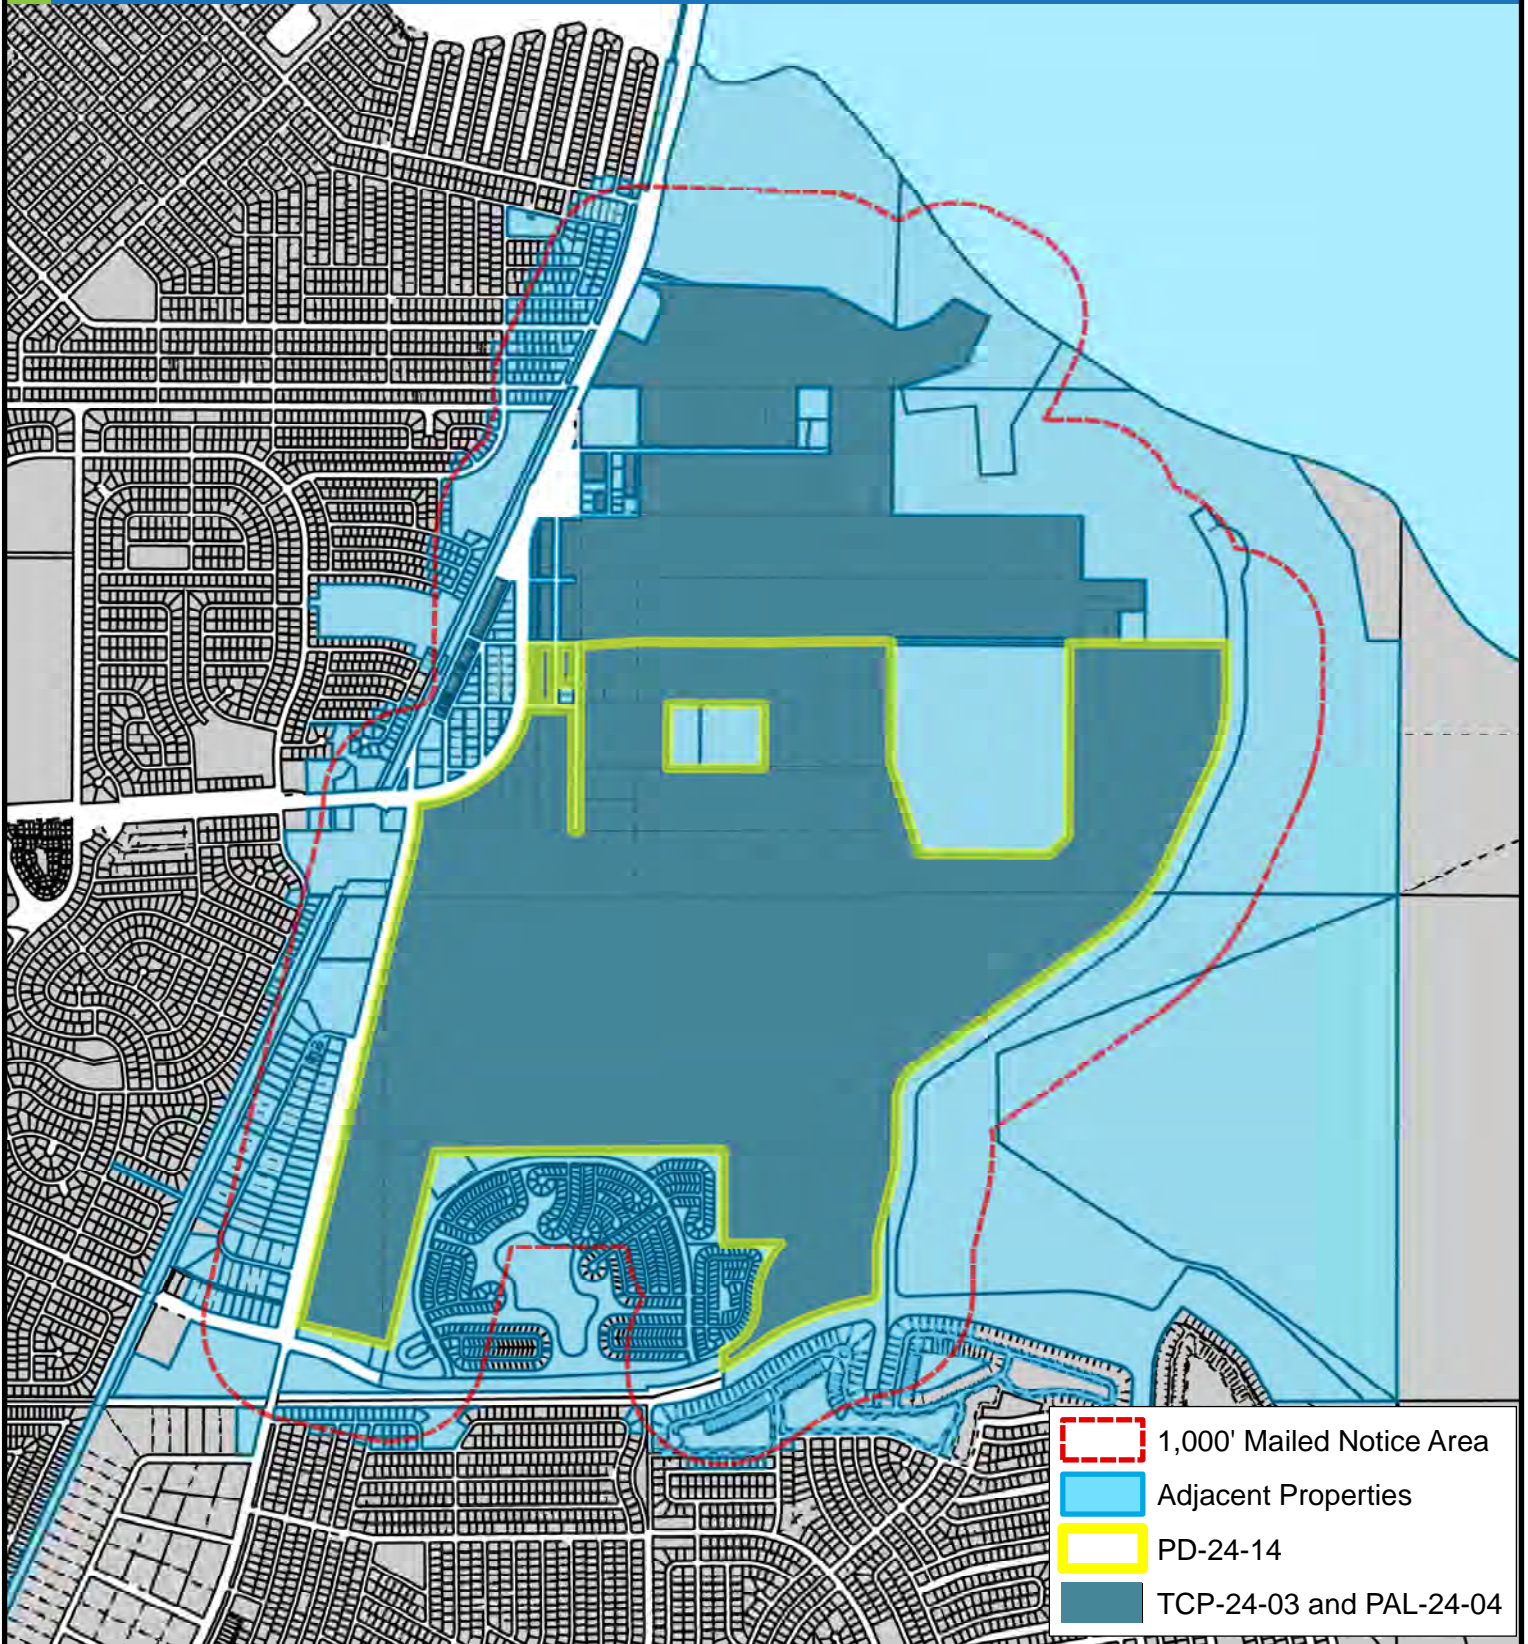 1,000' Mailed Notice Area
Adjacent Properties
PD-24-14
TCP-24-03 and PAL-24-04